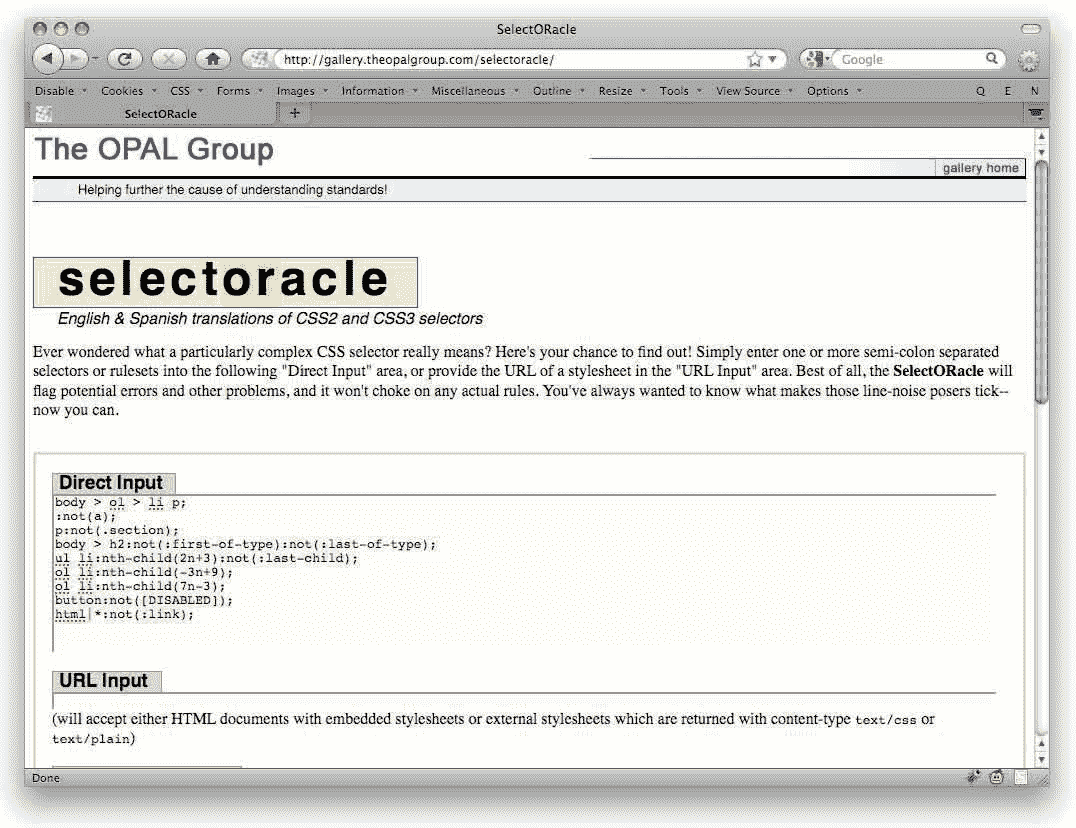 SelectORacle
http://gallery.theopalgroup.com/selectoracle/
Google
Disable Cookies CSS Forms Images Information Miscellaneous Outline Resize Tools View Source Options Q E N
SelectORacle +
The OPAL Group
gallery home
Helping further the cause of understanding standards!
selectoracle
English & Spanish translations of CSS2 and CSS3 selectors
Ever wondered what a particularly complex CSS selector really means? Here's your chance to find out! Simply enter one or more semi-colon separated
selectors or rulesets into the following "Direct Input" area, or provide the URL of a stylesheet in the "URL Input" area. Best of all, the SelectORacle will
flag potential errors and other problems, and it won't choke on any actual rules. You've always wanted to know what makes those line-noise posers tick--
now you can.
Direct Input
body > ol > li p;
:not(a);
p:not(.section);
body > h2:not(:first-of-type):not(:last-of-type);
ul li:nth-child(2n+3):not(:last-child);
ol li:nth-child(-3n+9);
ol li:nth-child(7n-3);
button:not([DISABLED]);
html|*:not(:link);
URL Input
(will accept either HTML documents with embedded stylesheets or external stylesheets which are returned with content-type text/css or
text/plain)
Done